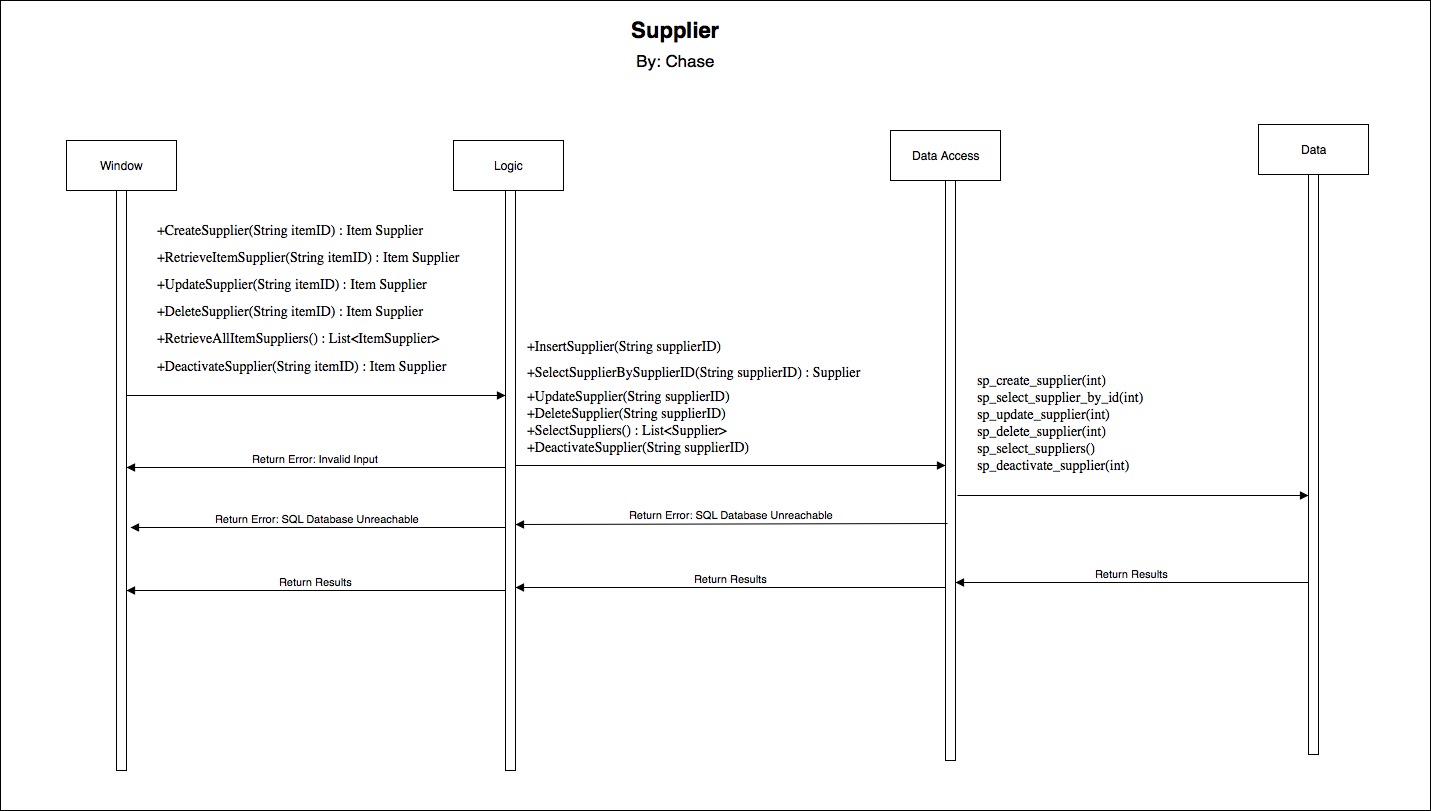 Supplier
By: Chase
Window
Logic
Data Access
Data
+CreateSupplier(String itemID) : Item Supplier
+RetrieveItemSupplier(String itemID) : Item Supplier
+UpdateSupplier(String itemID) : Item Supplier
+DeleteSupplier(String itemID) : Item Supplier
+RetrieveAllItemSuppliers() : List<ItemSupplier>
+DeactivateSupplier(String itemID) : Item Supplier
+InsertSupplier(String supplierID)
+SelectSupplierBySupplierID(String supplierID) : Supplier
+UpdateSupplier(String supplierID)
+DeleteSupplier(String supplierID)
+SelectSuppliers() : List<Supplier>
+DeactivateSupplier(String supplierID)
sp_create_supplier(int)
sp_select_supplier_by_id(int)
sp_update_supplier(int)
sp_delete_supplier(int)
sp_select_suppliers()
sp_deactivate_supplier(int)
Return Error: Invalid Input
Return Error: SQL Database Unreachable
Return Error: SQL Database Unreachable
Return Results
Return Results
Return Results